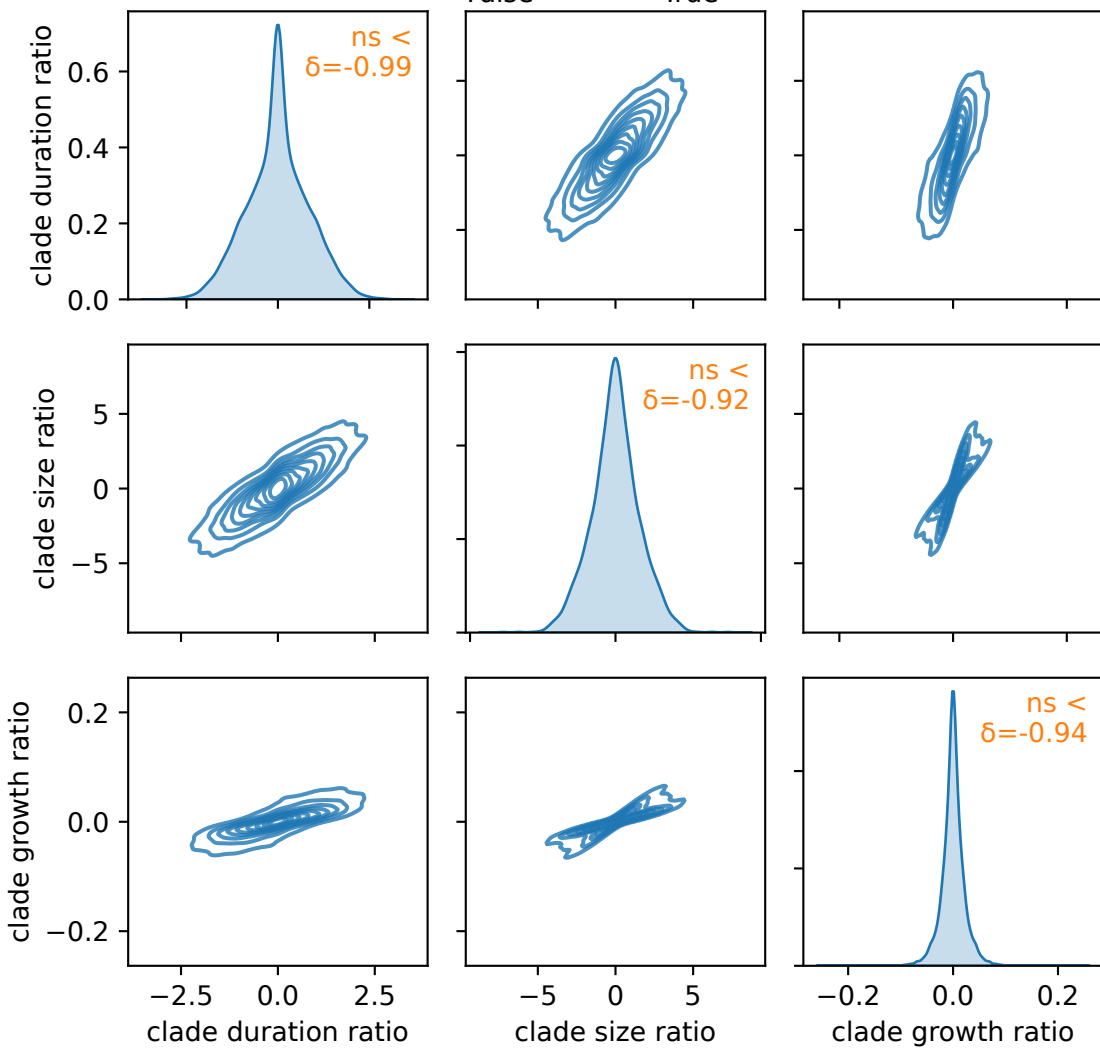 clade duration ratio
0.6
0.4
0.2
0.0
ns <
δ=-0.99
clade size ratio
5
0
−5
ns <
δ=-0.92
clade growth ratio
0.2
0.0
−0.2
ns <
δ=-0.94
−2.5 0.0 2.5
−5 0 5
−0.2 0.0 0.2
clade duration ratio
clade size ratio
clade growth ratio